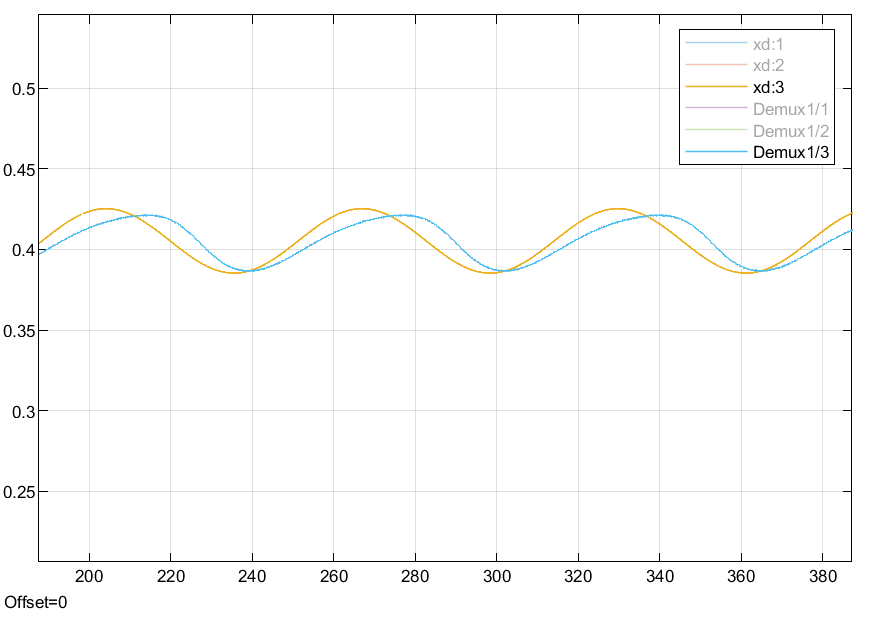 xd:1
xd:2
xd:3
Demux1/1
Demux1/2
Demux1/3
0.5
0.45
0.4
0.35
0.3
0.25
200 220 240 260 280 300 320 340 360 380
Offset=0